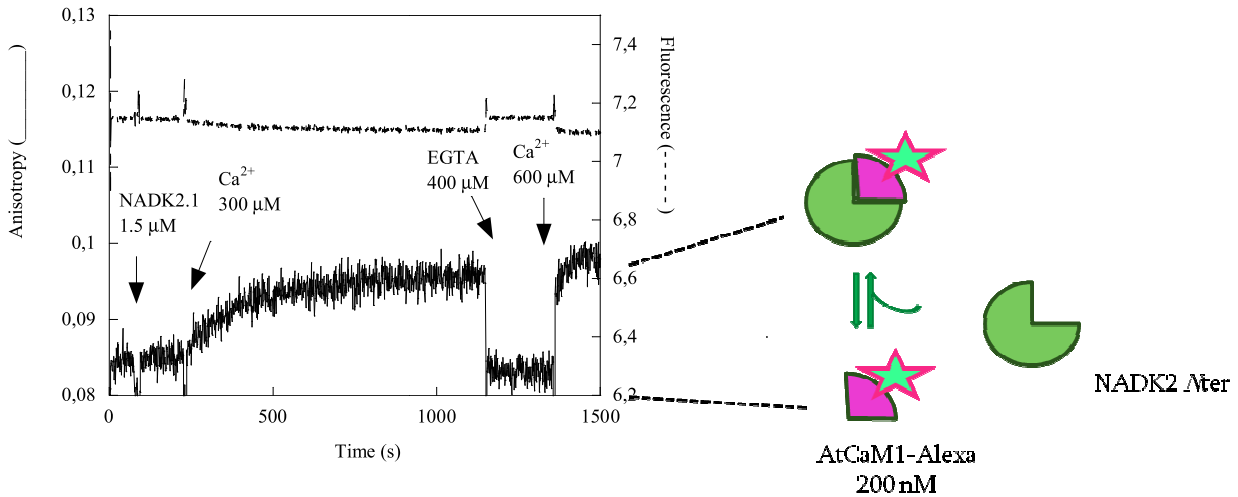 0,13
0,12
0,11
0,1
0,09
0,08
Anisotropy (______)
7,4
7,2
7
6,8
6,6
6,4
6,2
Fluorescence (- - - - -)
NADK2.1
1.5 µM
Ca2+
300 µM
EGTA
400 µM
Ca2+
600 µM
0
500
1000
1500
Time (s)
NADK2 Nter
AtCaM1-Alexa
200 nM